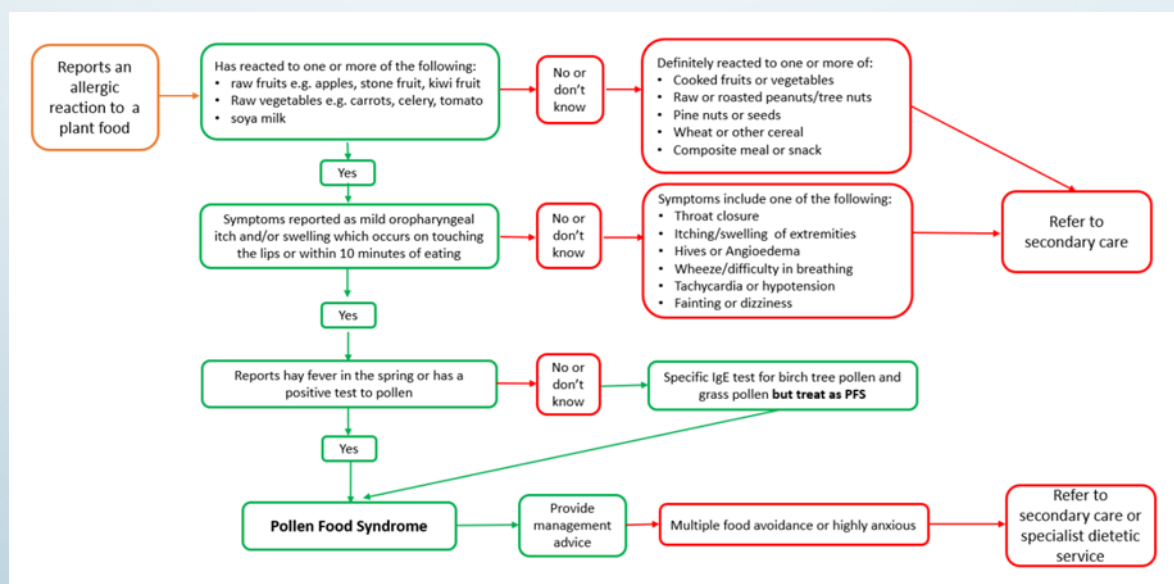 Reports an
allergic
reaction to a
plant food
Has reacted to one or more of the following:
• raw fruits e.g. apples, stone fruit, kiwi fruit
• Raw vegetables e.g. carrots, celery, tomato
• soya milk
No or
don’t
know
Definitely reacted to one or more of:
• Cooked fruits or vegetables
• Raw or roasted peanuts/tree nuts
• Pine nuts or seeds
• Wheat or other cereal
• Composite meal or snack
Yes
Symptoms reported as mild oropharyngeal
itch and/or swelling which occurs on touching
the lips or within 10 minutes of eating
No or
don’t
know
Symptoms include one of the following:
• Throat closure
• Itching/swelling of extremities
• Hives or Angioedema
• Wheeze/difficulty in breathing
• Tachycardia or hypotension
• Fainting or dizziness
Refer to
secondary care
Yes
Reports hay fever in the spring or has a
positive test to pollen
No or
don’t
know
Specific IgE test for birch tree pollen and
grass pollen but treat as PFS
Yes
Pollen Food Syndrome
Provide
management
advice
Multiple food avoidance or highly anxious
Refer to
secondary care or
specialist dietetic
service